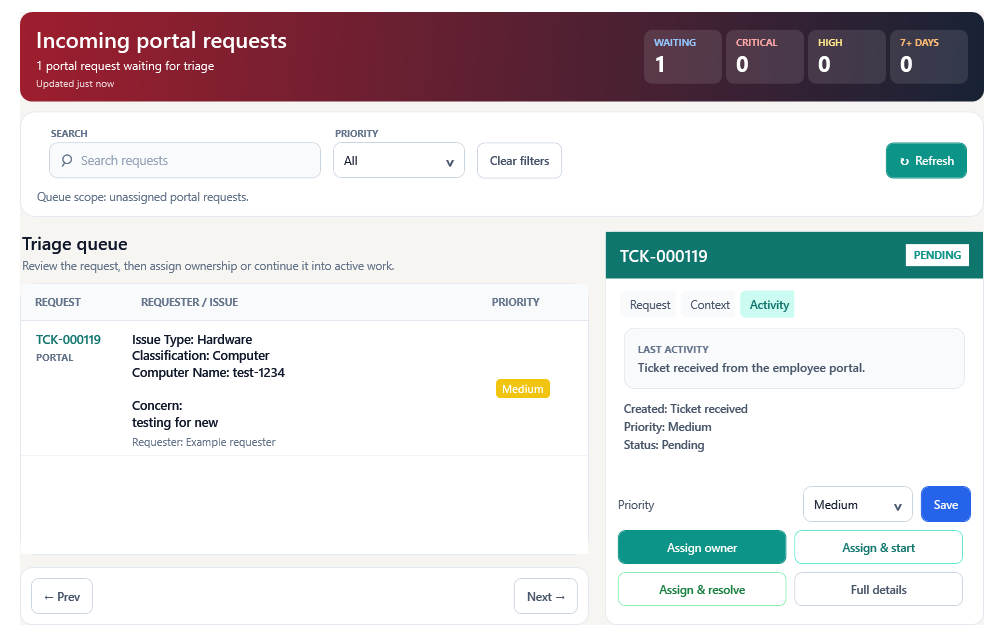 Incoming portal requests
1 portal request waiting for triage
Updated just now
WAITING
1
CRITICAL
0
HIGH
0
7+ DAYS
0
SEARCH
Search requests
PRIORITY
All
Clear filters
↻ Refresh
Queue scope: unassigned portal requests.
Triage queue
Review the request, then assign ownership or continue it into active work.
REQUEST
REQUESTER / ISSUE
PRIORITY
TCK-000119
PORTAL
Issue Type: Hardware
Classification: Computer
Computer Name: test-1234
Concern:
testing for new
Requester: Example requester
Medium
← Prev
Next →
TCK-000119
PENDING
Request
Context
Activity
LAST ACTIVITY
Ticket received from the employee portal.
Created: Ticket received
Priority: Medium
Status: Pending
Priority
Medium
Save
Assign owner
Assign & start
Assign & resolve
Full details